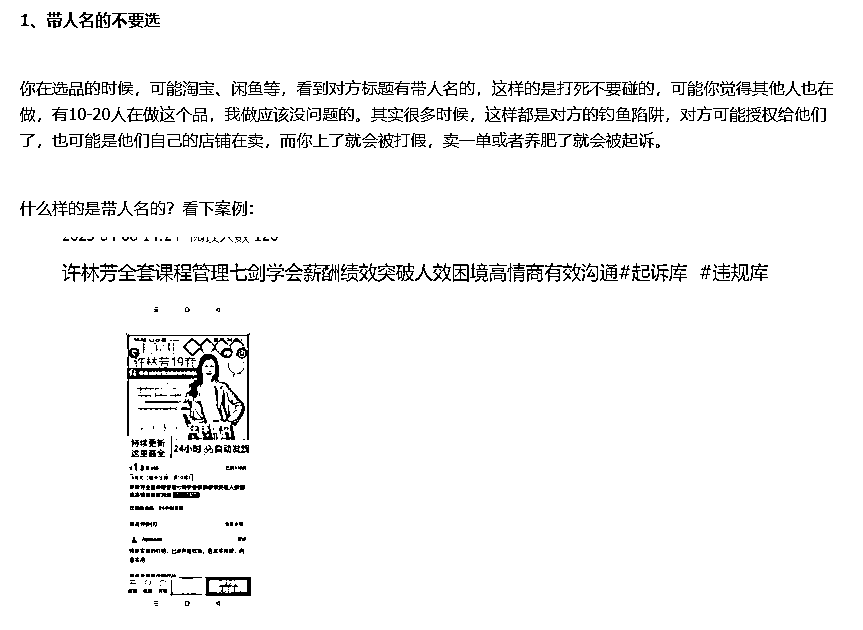 1、带人名的不要选
你在选品的时候，可能淘宝、闲鱼等，看到对方标题有带人名的，这样的是打死不要碰的，可能你觉得其他人也在
做，有10-20人在做这个品，我做应该没问题的。其实很多时候，这样都是对方的钓鱼陷阱，对方可能授权给他们
了，也可能是他们自己的店铺在卖，而你上了就会被打假，卖一单或者养肥了就会被起诉。
什么样的是带人名的？看下案例：
许林芳全套课程管理七剑学会薪酬绩效突破人效困境高情商有效沟通#起诉库 #违规库
许林芳19套
持续更新
这里最全
24小时
自动发货